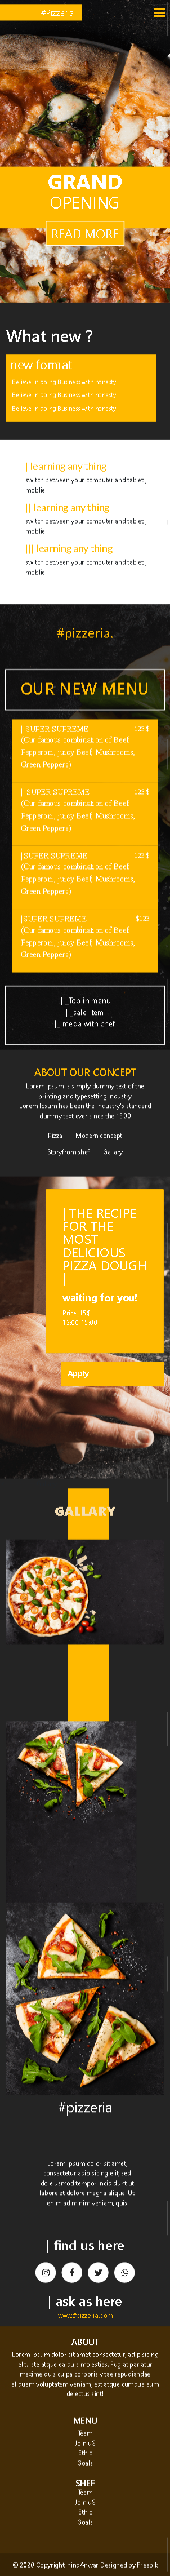 #Pizzeria
GRAND
OPENING
READ MORE
What new ?
new format
(Believe in doing Business with honesty
(Believe in doing Business with honesty
(Believe in doing Business with honesty
| learning any thing
switch between your computer and tablet ,
moblie
|| learning any thing
switch between your computer and tablet ,
moblie
||| learning any thing
switch between your computer and tablet ,
moblie
#pizzeria.
OUR NEW MENU
| SUPER SUPREME 123 $
(Our famous combination of Beef
Pepperoni, juicy Beef, Mushrooms,
Green Peppers)
|| SUPER SUPREME 123 $
(Our famous combination of Beef
Pepperoni, juicy Beef, Mushrooms,
Green Peppers)
| SUPER SUPREME 123 $
(Our famous combination of Beef
Pepperoni, juicy Beef, Mushrooms,
Green Peppers)
||SUPER SUPREME $123
(Our famous combination of Beef
Pepperoni, juicy Beef, Mushrooms,
Green Peppers)
|||_Top in menu
||_sale item
|_ meda with chef
ABOUT OUR CONCEPT
Lorem Ipsum is simply dummy text of the
printing and typesetting industry
Lorem Ipsum has been the industry's standard
dummy text ever since the 1500
Pizza Modern concept
Storyfrom shef Gallary
| THE RECIPE
FOR THE
MOST
DELICIOUS
PIZZA DOUGH
|
waiting for you!
Price_15$
12:00-15:00
Apply
GALLARY
#pizzeria
Lorem ipsum dolor sit amet,
consectetur adipisicing elit, sed
do eiusmod tempor incididunt ut
labore et dolore magna aliqua. Ut
enim ad minim veniam, quis
| find us here
| ask as here
www#pizzeria.com
ABOUT
Lorem ipsum dolor sit amet consectetur, adipisicing
elit. Iste atque ea quis molestias. Fugiat pariatur
maxime quis culpa corporis vitae repudiandae
aliquam voluptatem veniam, est atque cumque eum
delectus sint!
MENU
Team
Join uS
Ethic
Goals
SHEF
Team
Join uS
Ethic
Goals
© 2020 Copyright: hindAnwar Designed by Freepik